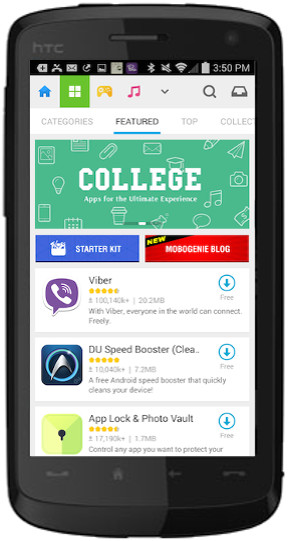 hTC
3:50 PM
CATEGORIES FEATURED TOP COLLECT
COLLEGE
Apps for the Ultimate Experience
STARTER KIT
NEW
MOBOGENIE BLOG
Viber
100,140k+ | 20.2MB
With Viber, everyone in the world can connect.
Freely.
Free
DU Speed Booster (Clea..
10,040k+ | 7.2MB
A free Android speed booster that quickly
cleans your device!
Free
App Lock & Photo Vault
17,190k+ | 1.7MB
Control any app you want to protect your
Free